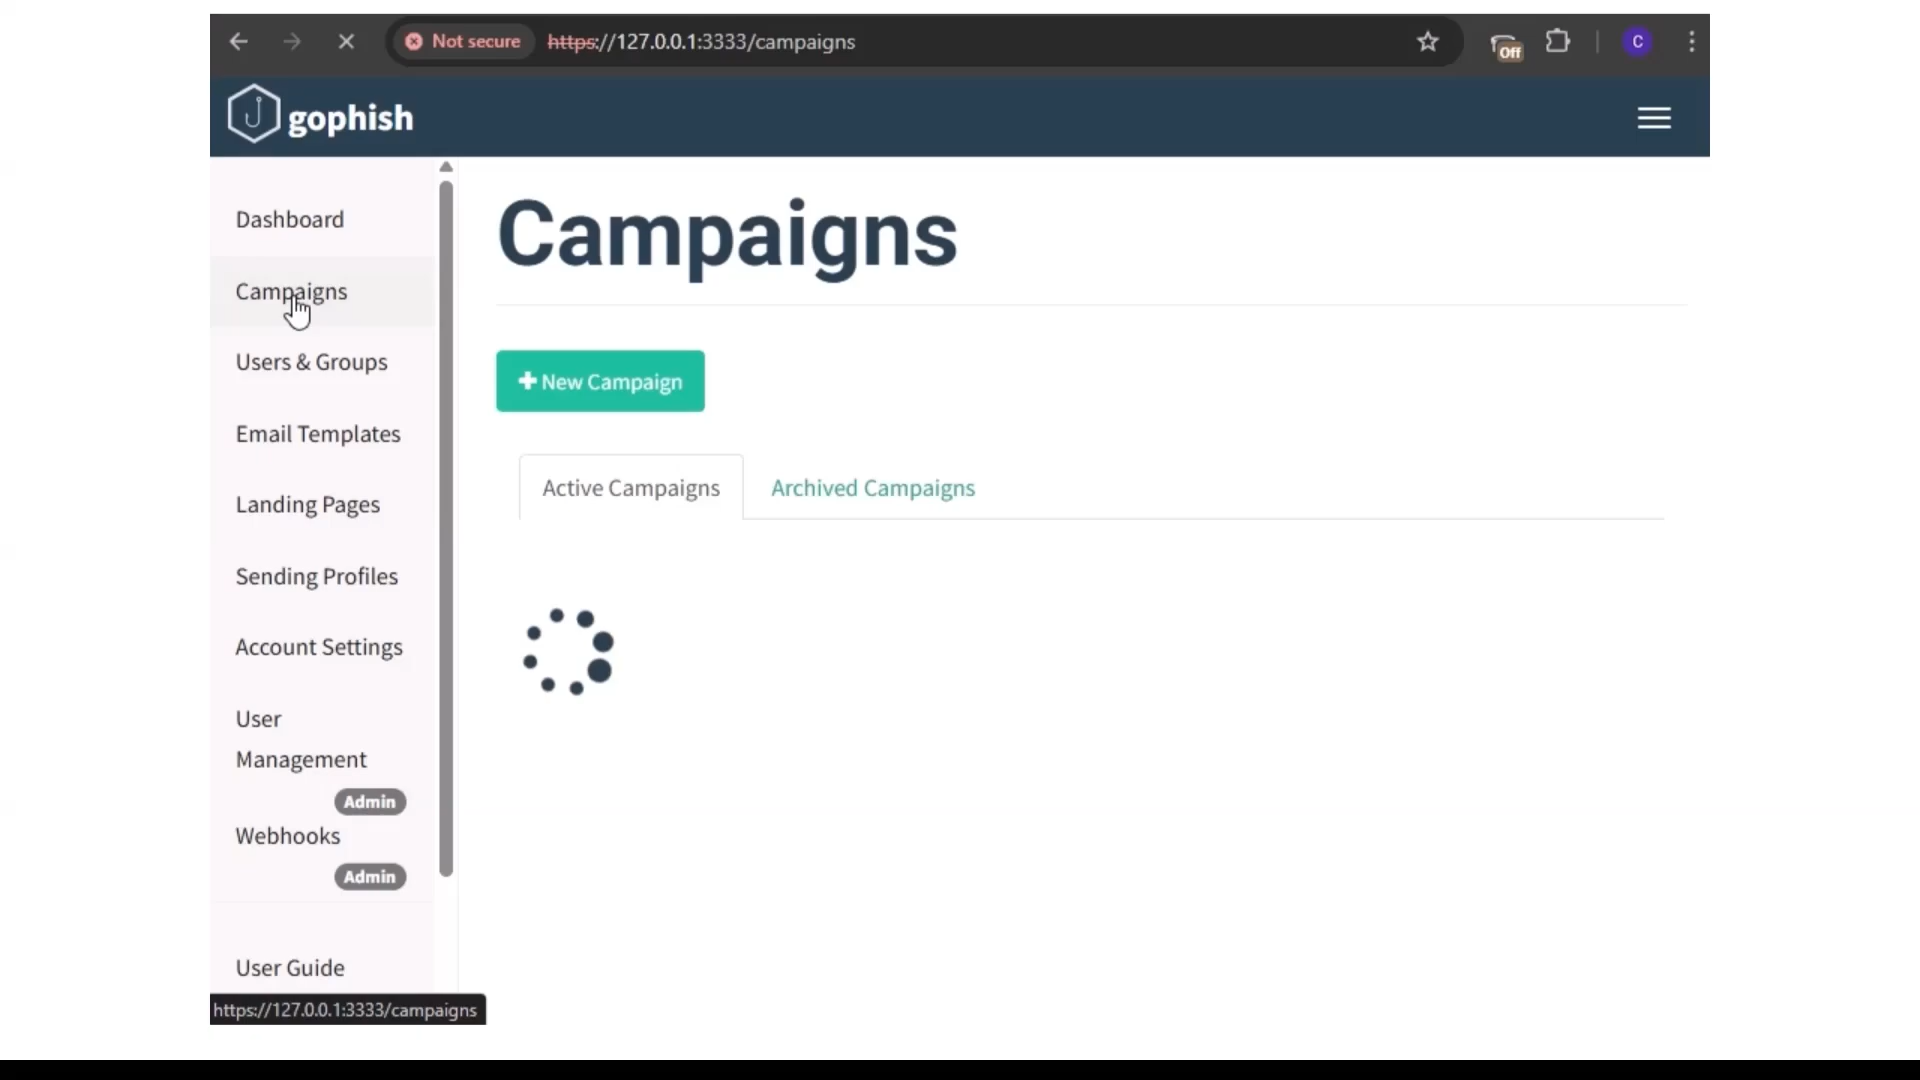 Not secure https://127.0.0.1:3333/campaigns
Off
C
gophish
Dashboard
Campaigns
Users & Groups
Email Templates
Landing Pages
Sending Profiles
Account Settings
User
Management
Admin
Webhooks
Admin
User Guide
https://127.0.0.1:3333/campaigns
Campaigns
New Campaign
Active Campaigns
Archived Campaigns